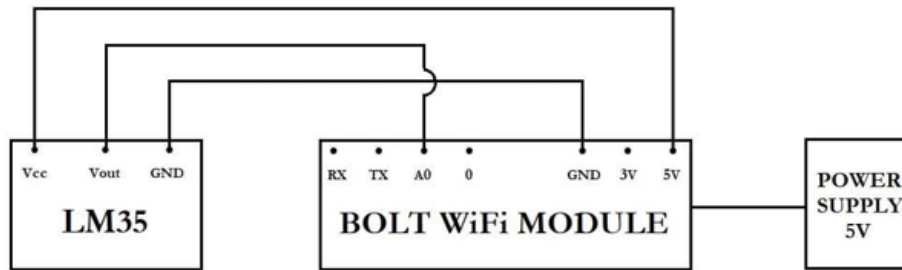 Vcc Vout GND
LM35
RX TX A0 0 GND 3V 5V
BOLT WiFi MODULE
POWER
SUPPLY
5V